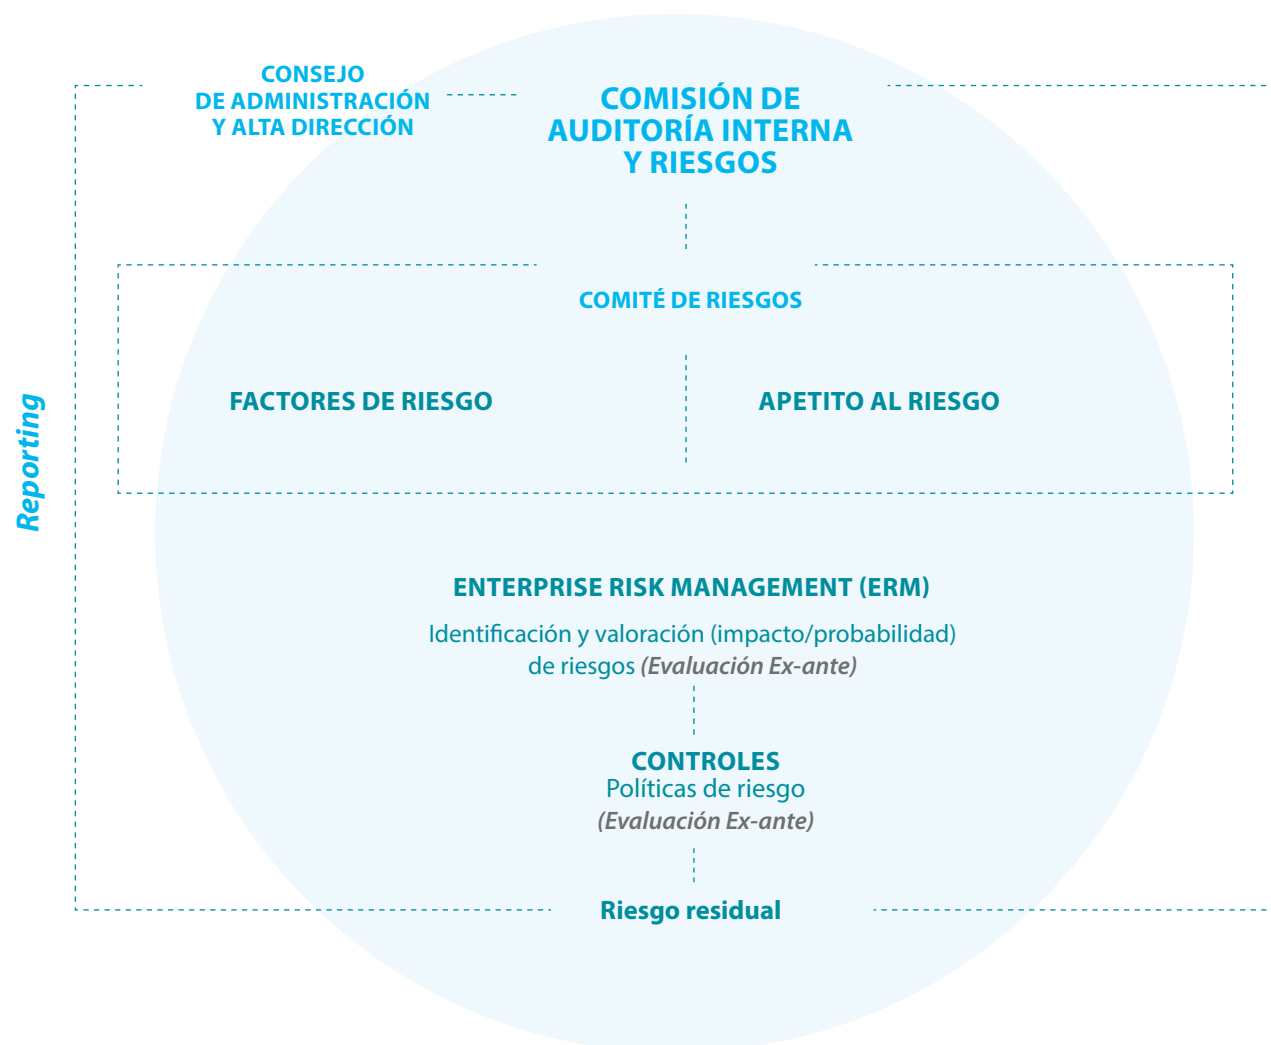 CONSEJO
DE ADMINISTRACIÓN
Y ALTA DIRECCIÓN
COMISIÓN DE
AUDITORÍA INTERNA
Y RIESGOS
COMITÉ DE RIESGOS
FACTORES DE RIESGO
APETITO AL RIESGO
Reporting
ENTERPRISE RISK MANAGEMENT (ERM)
Identificación y valoración (impacto/probabilidad)
de riesgos (Evaluación Ex-ante)
CONTROLES
Políticas de riesgo
(Evaluación Ex-ante)
Riesgo residual